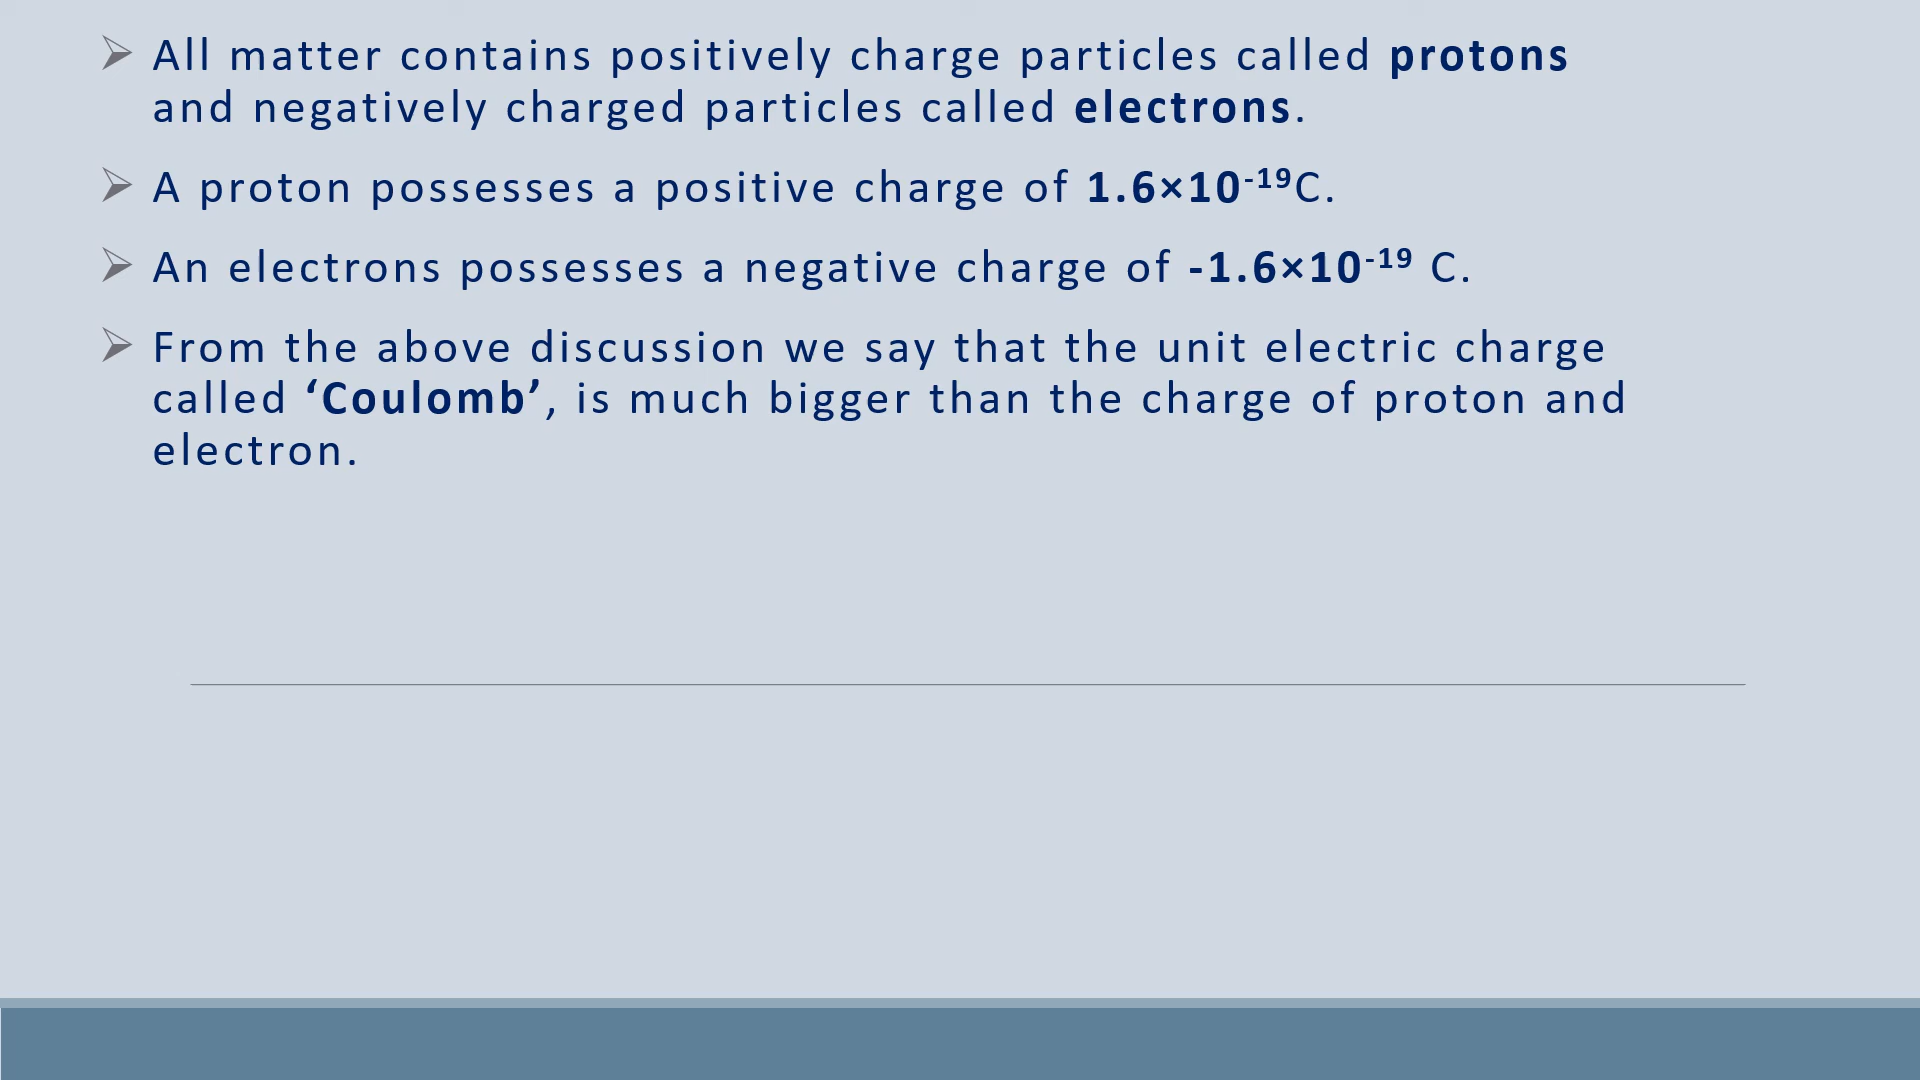 ➢ All matter contains positively charge particles called protons
and negatively charged particles called electrons.
➢ A proton possesses a positive charge of 1.6×10⁻¹⁹C.
➢ An electrons possesses a negative charge of -1.6×10⁻¹⁹ C.
➢ From the above discussion we say that the unit electric charge
called ‘Coulomb’, is much bigger than the charge of proton and
electron.